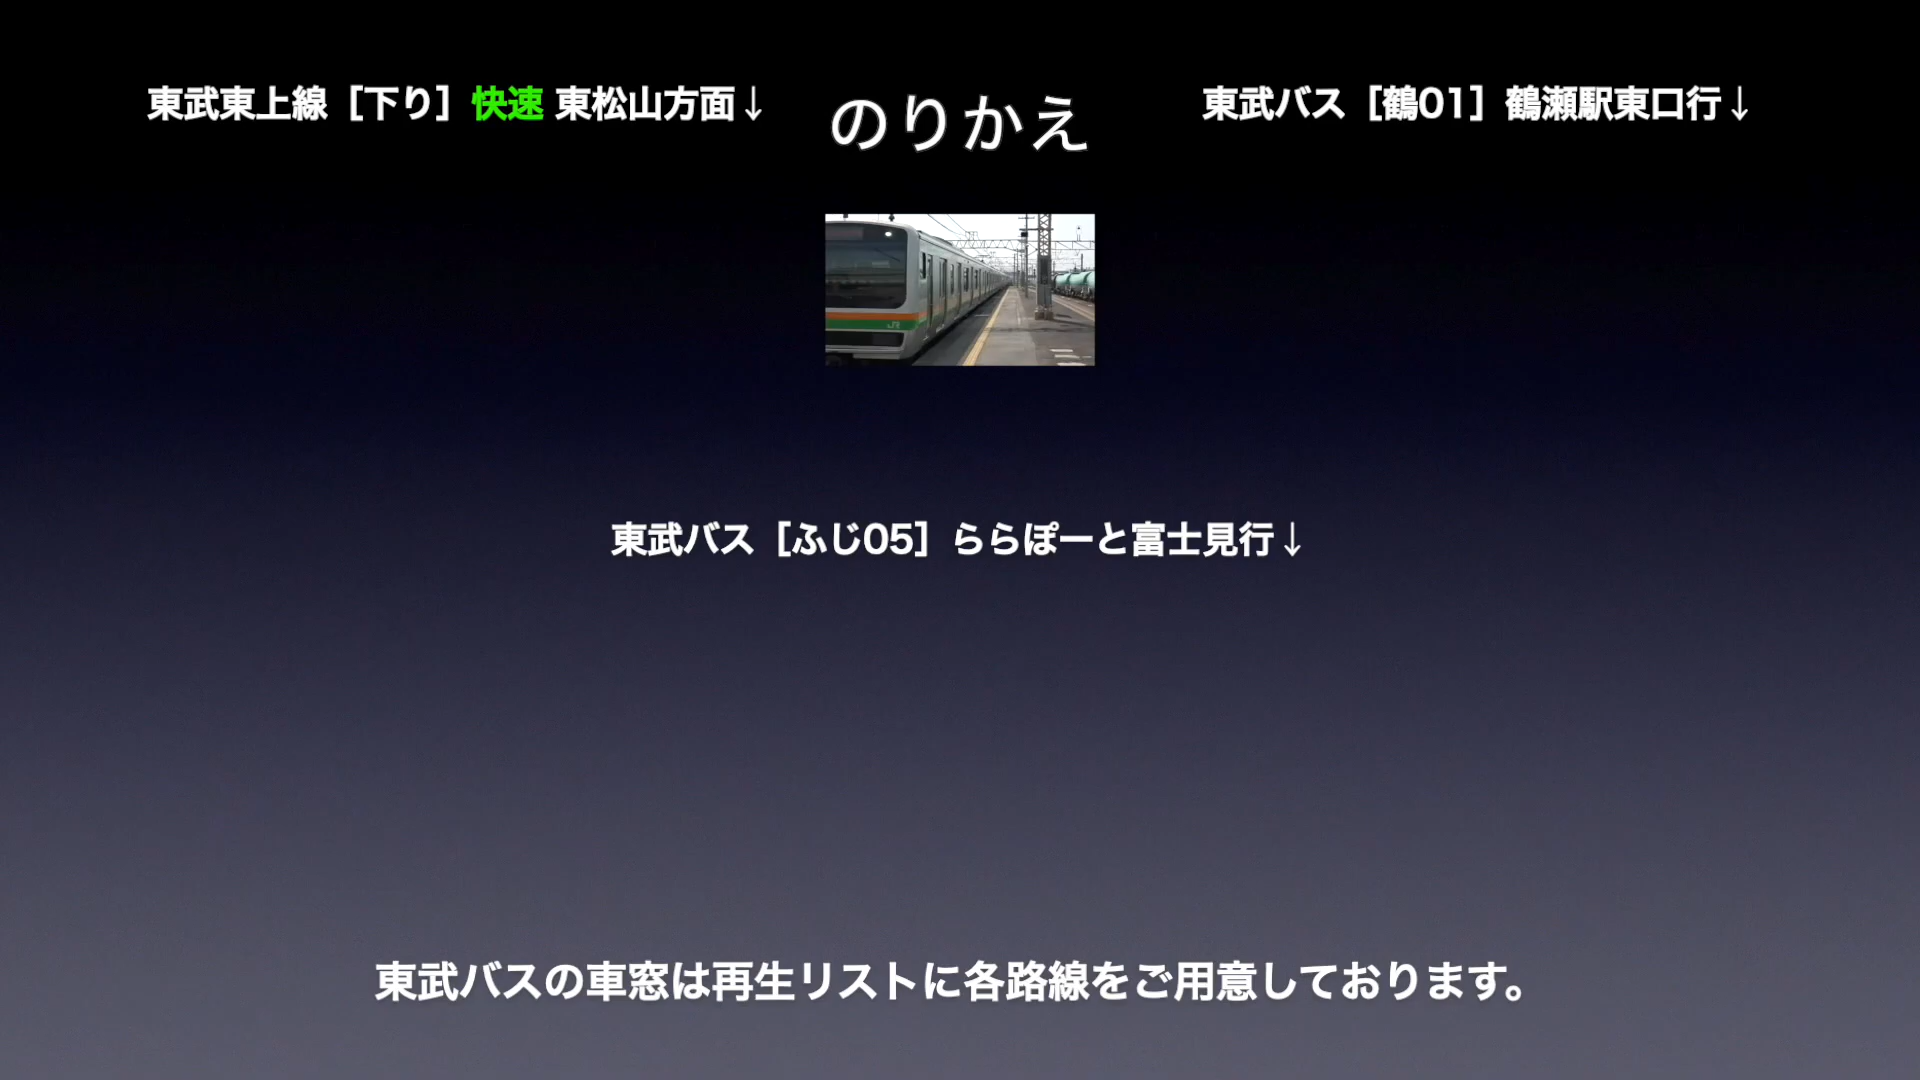 東武東上線［下り］快速 東松山方面↓
のりかえ
東武バス［鶴01］鶴瀬駅東口行↓
JR
東武バス［ふじ05］ららぽーと富士見行↓
東武バスの車窓は再生リストに各路線をご用意しております。